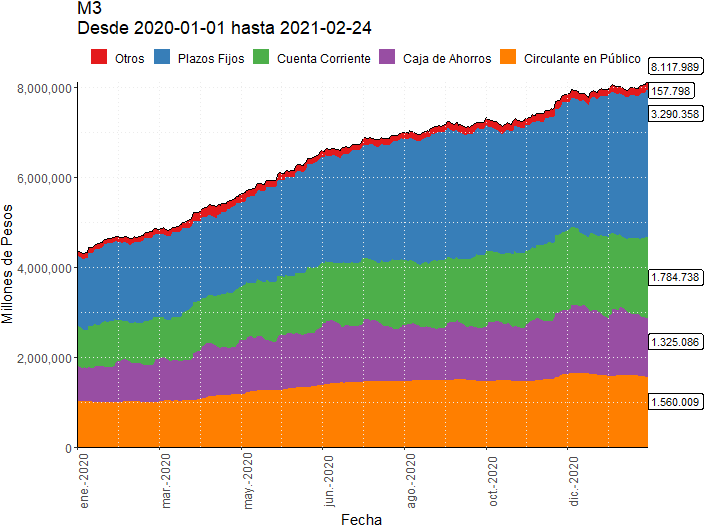 M3
Desde 2020-01-01 hasta 2021-02-24
Otros Plazos Fijos Cuenta Corriente Caja de Ahorros Circulante en Público
8.117.989
157.798
3.290.358
1.784.738
1.325.086
1.560.009
8,000,000
6,000,000
4,000,000
2,000,000
0
Millones de Pesos
ene.-2020
mar.-2020
may.-2020
jun.-2020
ago.-2020
oct.-2020
dic.-2020
Fecha